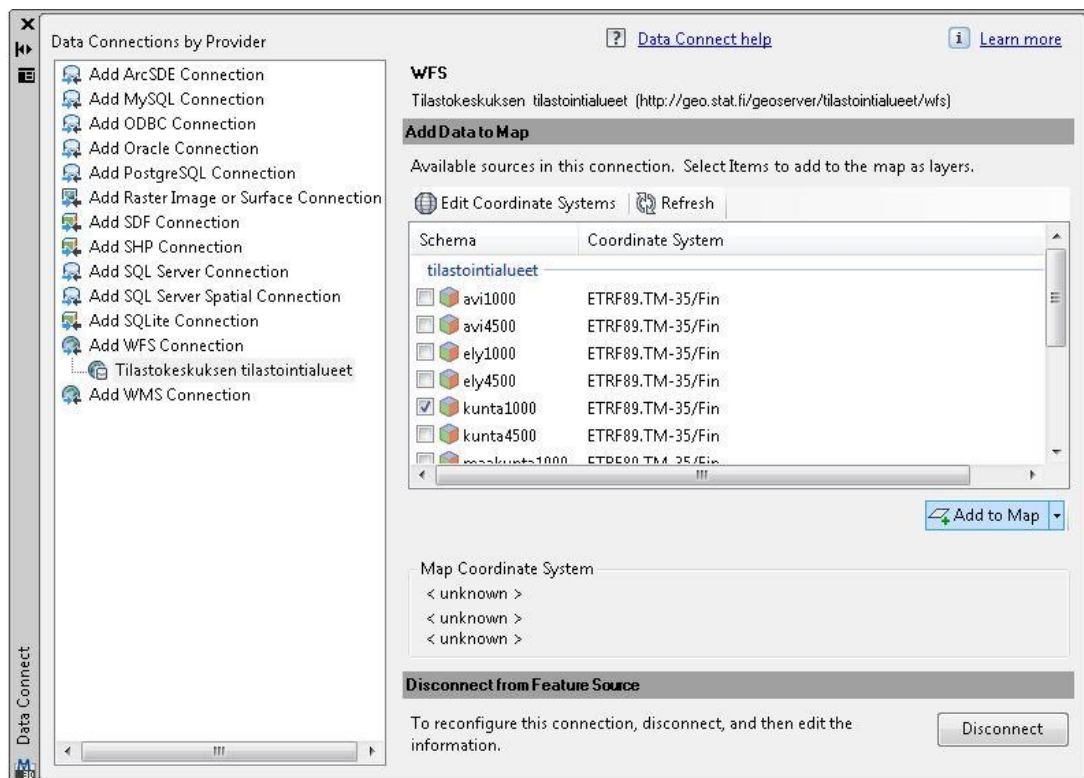 Data Connections by Provider
Data Connect help
Learn more
Add ArcSDE Connection
Add MySQL Connection
Add ODBC Connection
Add Oracle Connection
Add PostgreSQL Connection
Add Raster Image or Surface Connection
Add SDF Connection
Add SHP Connection
Add SQL Server Connection
Add SQL Server Spatial Connection
Add SQLite Connection
Add WFS Connection
Tilastokeskuksen tilastointialueet
Add WMS Connection
WFS
Tilastokeskuksen tilastointialueet (http://geo.stat.fi/geoserver/tilastointialueet/wfs)
Add Data to Map
Available sources in this connection. Select Items to add to the map as layers.
Edit Coordinate Systems Refresh
Schema Coordinate System
tilastointialueet
avi1000 ETRF89.TM-35/Fin
avi4500 ETRF89.TM-35/Fin
ely1000 ETRF89.TM-35/Fin
ely4500 ETRF89.TM-35/Fin
kunta1000 ETRF89.TM-35/Fin
kunta4500 ETRF89.TM-35/Fin
maakunta1000 ETRF89.TM-35/Fin
Add to Map
Map Coordinate System
< unknown >
< unknown >
< unknown >
Disconnect from Feature Source
To reconfigure this connection, disconnect, and then edit the
information.
Disconnect
Data Connect